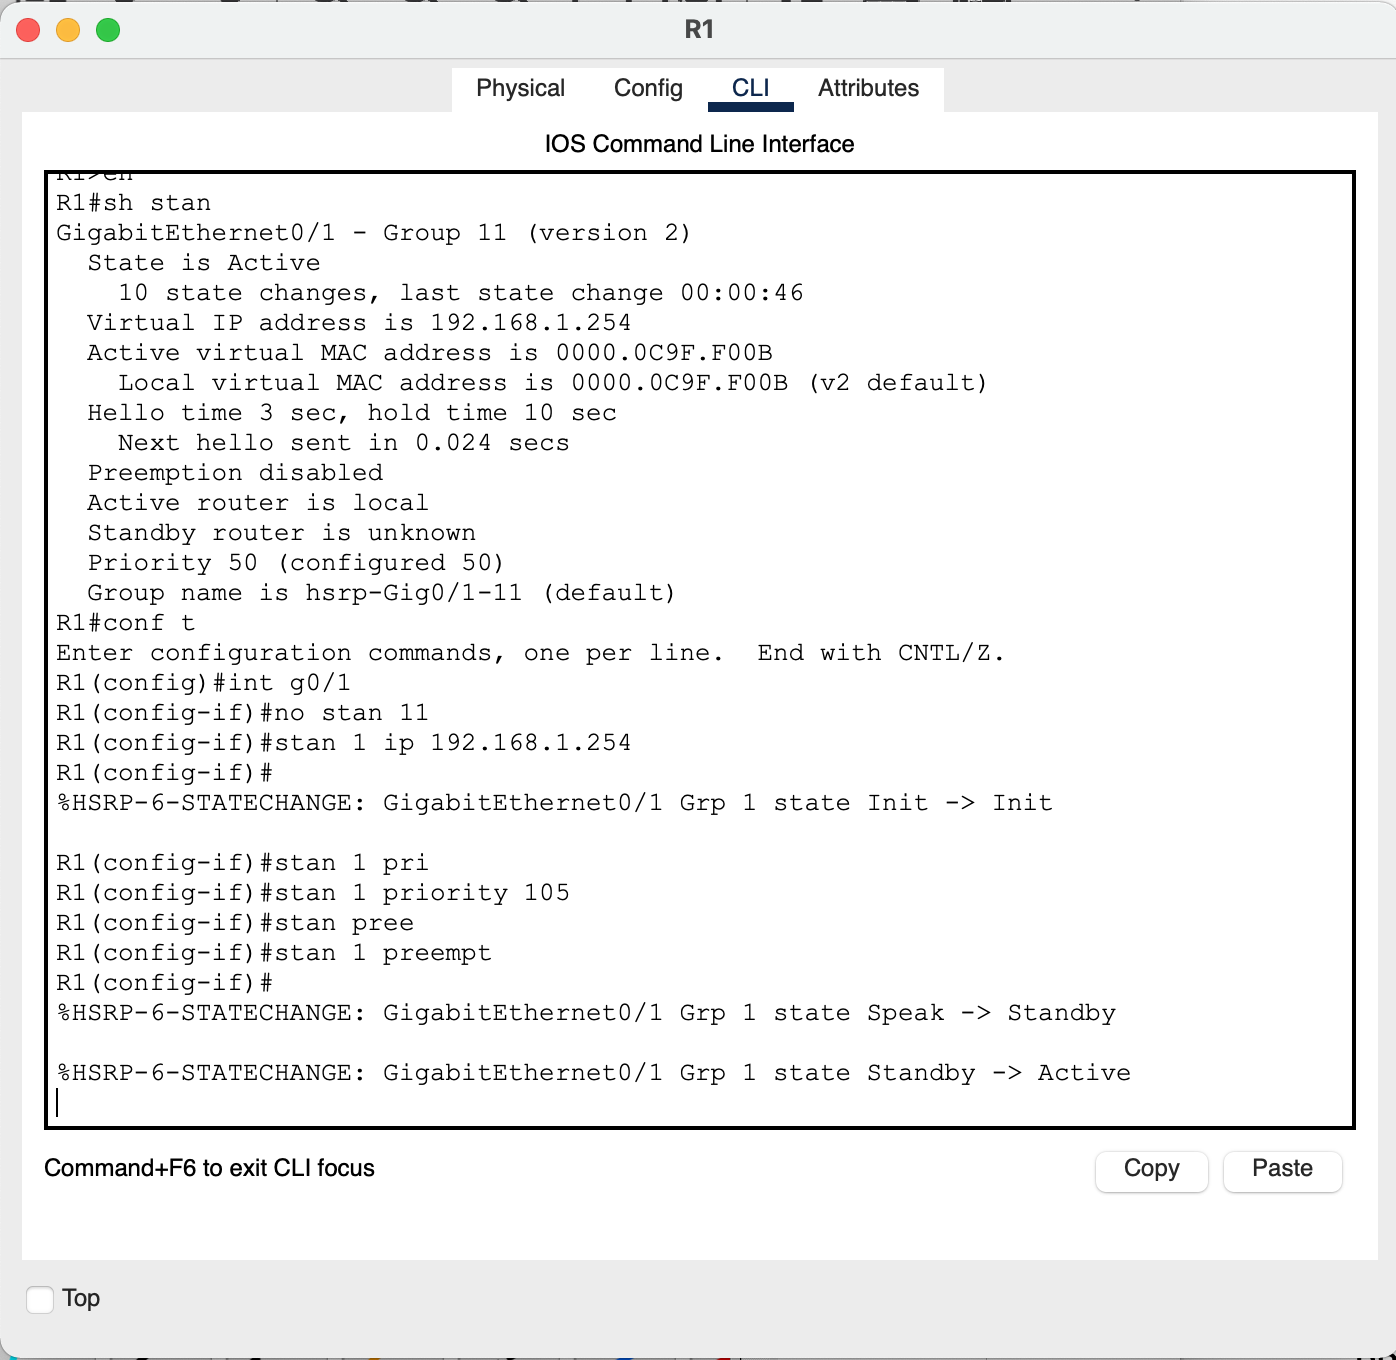 R1
Physical Config CLI Attributes
IOS Command Line Interface
R1>en
R1#sh stan
GigabitEthernet0/1 - Group 11 (version 2)
  State is Active
    10 state changes, last state change 00:00:46
  Virtual IP address is 192.168.1.254
  Active virtual MAC address is 0000.0C9F.F00B
    Local virtual MAC address is 0000.0C9F.F00B (v2 default)
  Hello time 3 sec, hold time 10 sec
    Next hello sent in 0.024 secs
  Preemption disabled
  Active router is local
  Standby router is unknown
  Priority 50 (configured 50)
  Group name is hsrp-Gig0/1-11 (default)
R1#conf t
Enter configuration commands, one per line.  End with CNTL/Z.
R1(config)#int g0/1
R1(config-if)#no stan 11
R1(config-if)#stan 1 ip 192.168.1.254
R1(config-if)#
%HSRP-6-STATECHANGE: GigabitEthernet0/1 Grp 1 state Init -> Init
R1(config-if)#stan 1 pri
R1(config-if)#stan 1 priority 105
R1(config-if)#stan pree
R1(config-if)#stan 1 preempt
R1(config-if)#
%HSRP-6-STATECHANGE: GigabitEthernet0/1 Grp 1 state Speak -> Standby
%HSRP-6-STATECHANGE: GigabitEthernet0/1 Grp 1 state Standby -> Active
Command+F6 to exit CLI focus
Copy Paste
Top